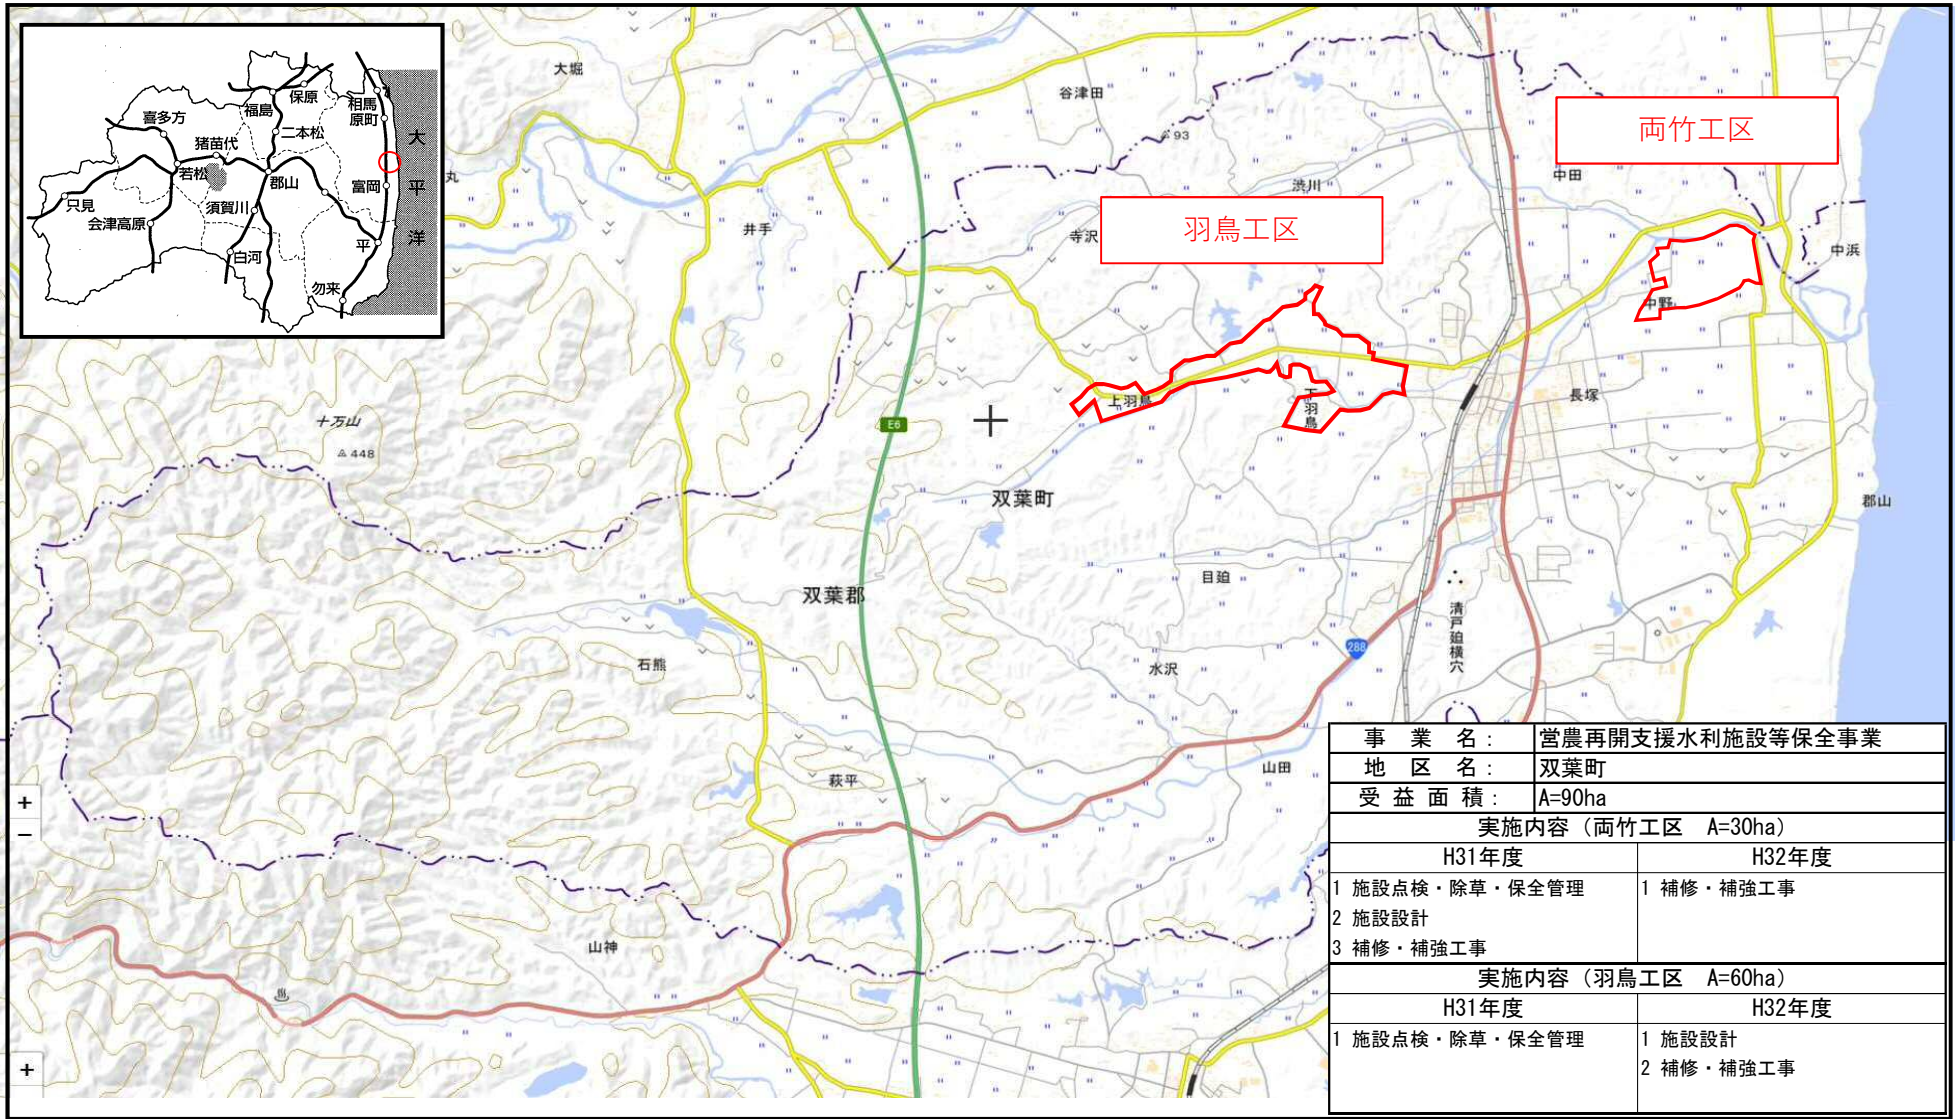 喜多方
福島
保原
相馬
原町
猪苗代
二本松
大平洋
若松
郡山
富岡
只見
須賀川
会津高原
白河
平
勿来
大堀
谷津田
93
両竹工区
丸
井手
渋川
中田
寺沢
羽鳥工区
中浜
中野
上羽鳥
下羽鳥
長塚
十万山
448
E6
双葉町
郡山
目廹
双葉郡
清戸廹横穴
石熊
水沢
288
萩平
山田
山神
+
−
+
事業名: 営農再開支援水利施設等保全事業
地区名: 双葉町
受益面積: A=90ha
実施内容（両竹工区 A=30ha）
H31年度 H32年度
1 施設点検・除草・保全管理 1 補修・補強工事
2 施設設計
3 補修・補強工事
実施内容（羽鳥工区 A=60ha）
H31年度 H32年度
1 施設点検・除草・保全管理 1 施設設計
2 補修・補強工事